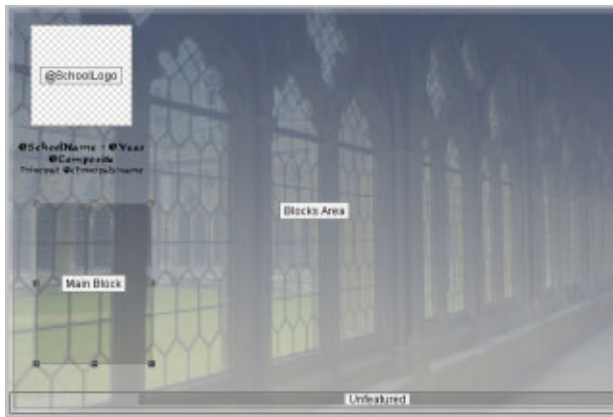 @SchoolLogo
@SchoolName - @Year
@Composite
Principal: @PrincipalName
Blocks Area
Main Block
Unfeatured